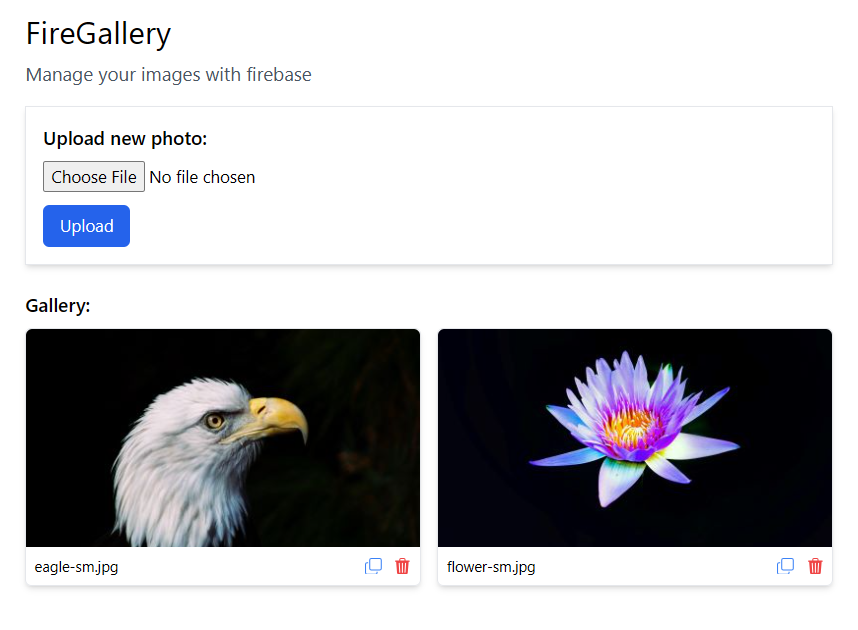 FireGallery
Manage your images with firebase
Upload new photo:
Choose File No file chosen
Upload
Gallery:
eagle-sm.jpg
flower-sm.jpg